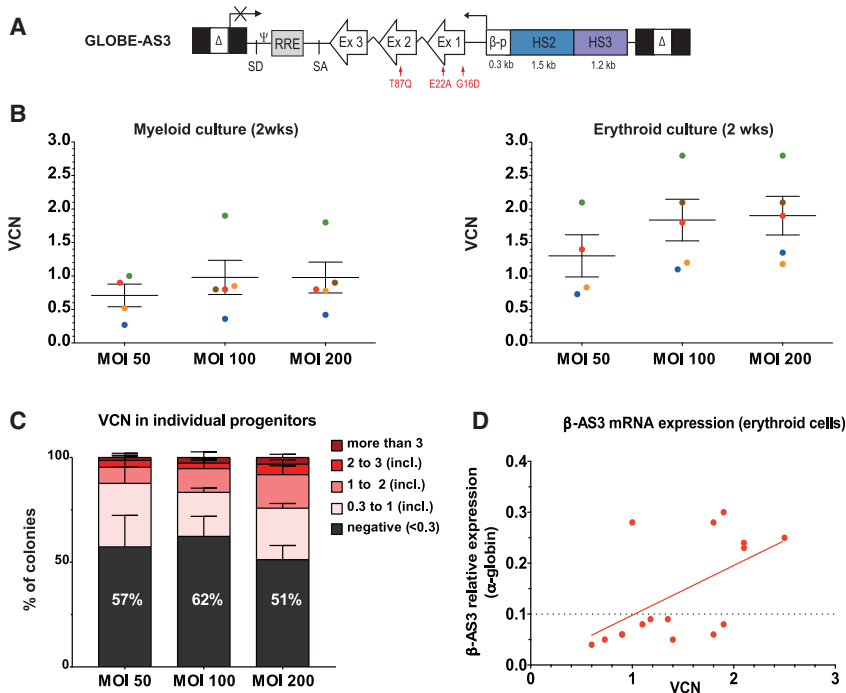 A
GLOBE-AS3
Δ
Ψ
RRE
Ex 3
Ex 2
Ex 1
β-p
HS2
HS3
Δ
SD
SA
0.3 kb
1.5 kb
1.2 kb
T87Q
E22A
G16D
B
Myeloid culture (2wks)
VCN
3.0
2.5
2.0
1.5
1.0
0.5
0.0
MOI 50
MOI 100
MOI 200
Erythroid culture (2 wks)
VCN
3.0
2.5
2.0
1.5
1.0
0.5
0.0
MOI 50
MOI 100
MOI 200
C
VCN in individual progenitors
% of colonies
100
50
0
57%
62%
51%
MOI 50
MOI 100
MOI 200
more than 3
2 to 3 (incl.)
1 to 2 (incl.)
0.3 to 1 (incl.)
negative (<0.3)
D
β-AS3 mRNA expression (erythroid cells)
β-AS3 relative expression
(α-globin)
0.4
0.3
0.2
0.1
0.0
0
1
2
3
VCN